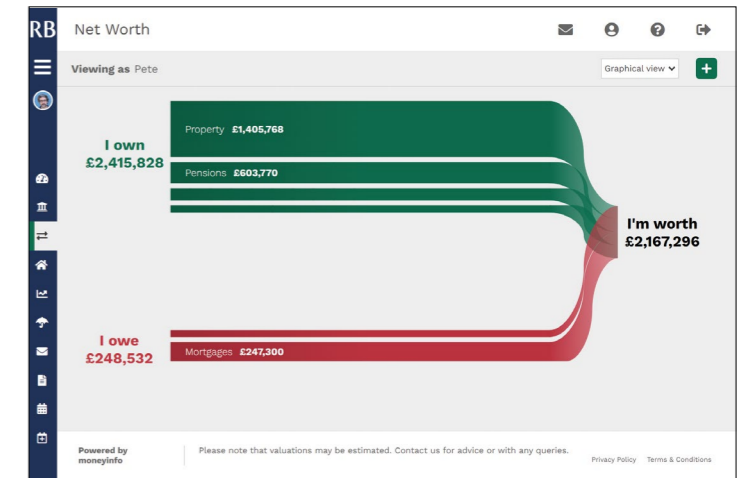 RB
Net Worth
Viewing as Pete
Graphical view
I own
£2,415,828
Property £1,405,768
Pensions £603,770
I'm worth
£2,167,296
I owe
£248,532
Mortgages £247,300
Powered by
moneyinfo
Please note that valuations may be estimated. Contact us for advice or with any queries.
Privacy Policy Terms & Conditions